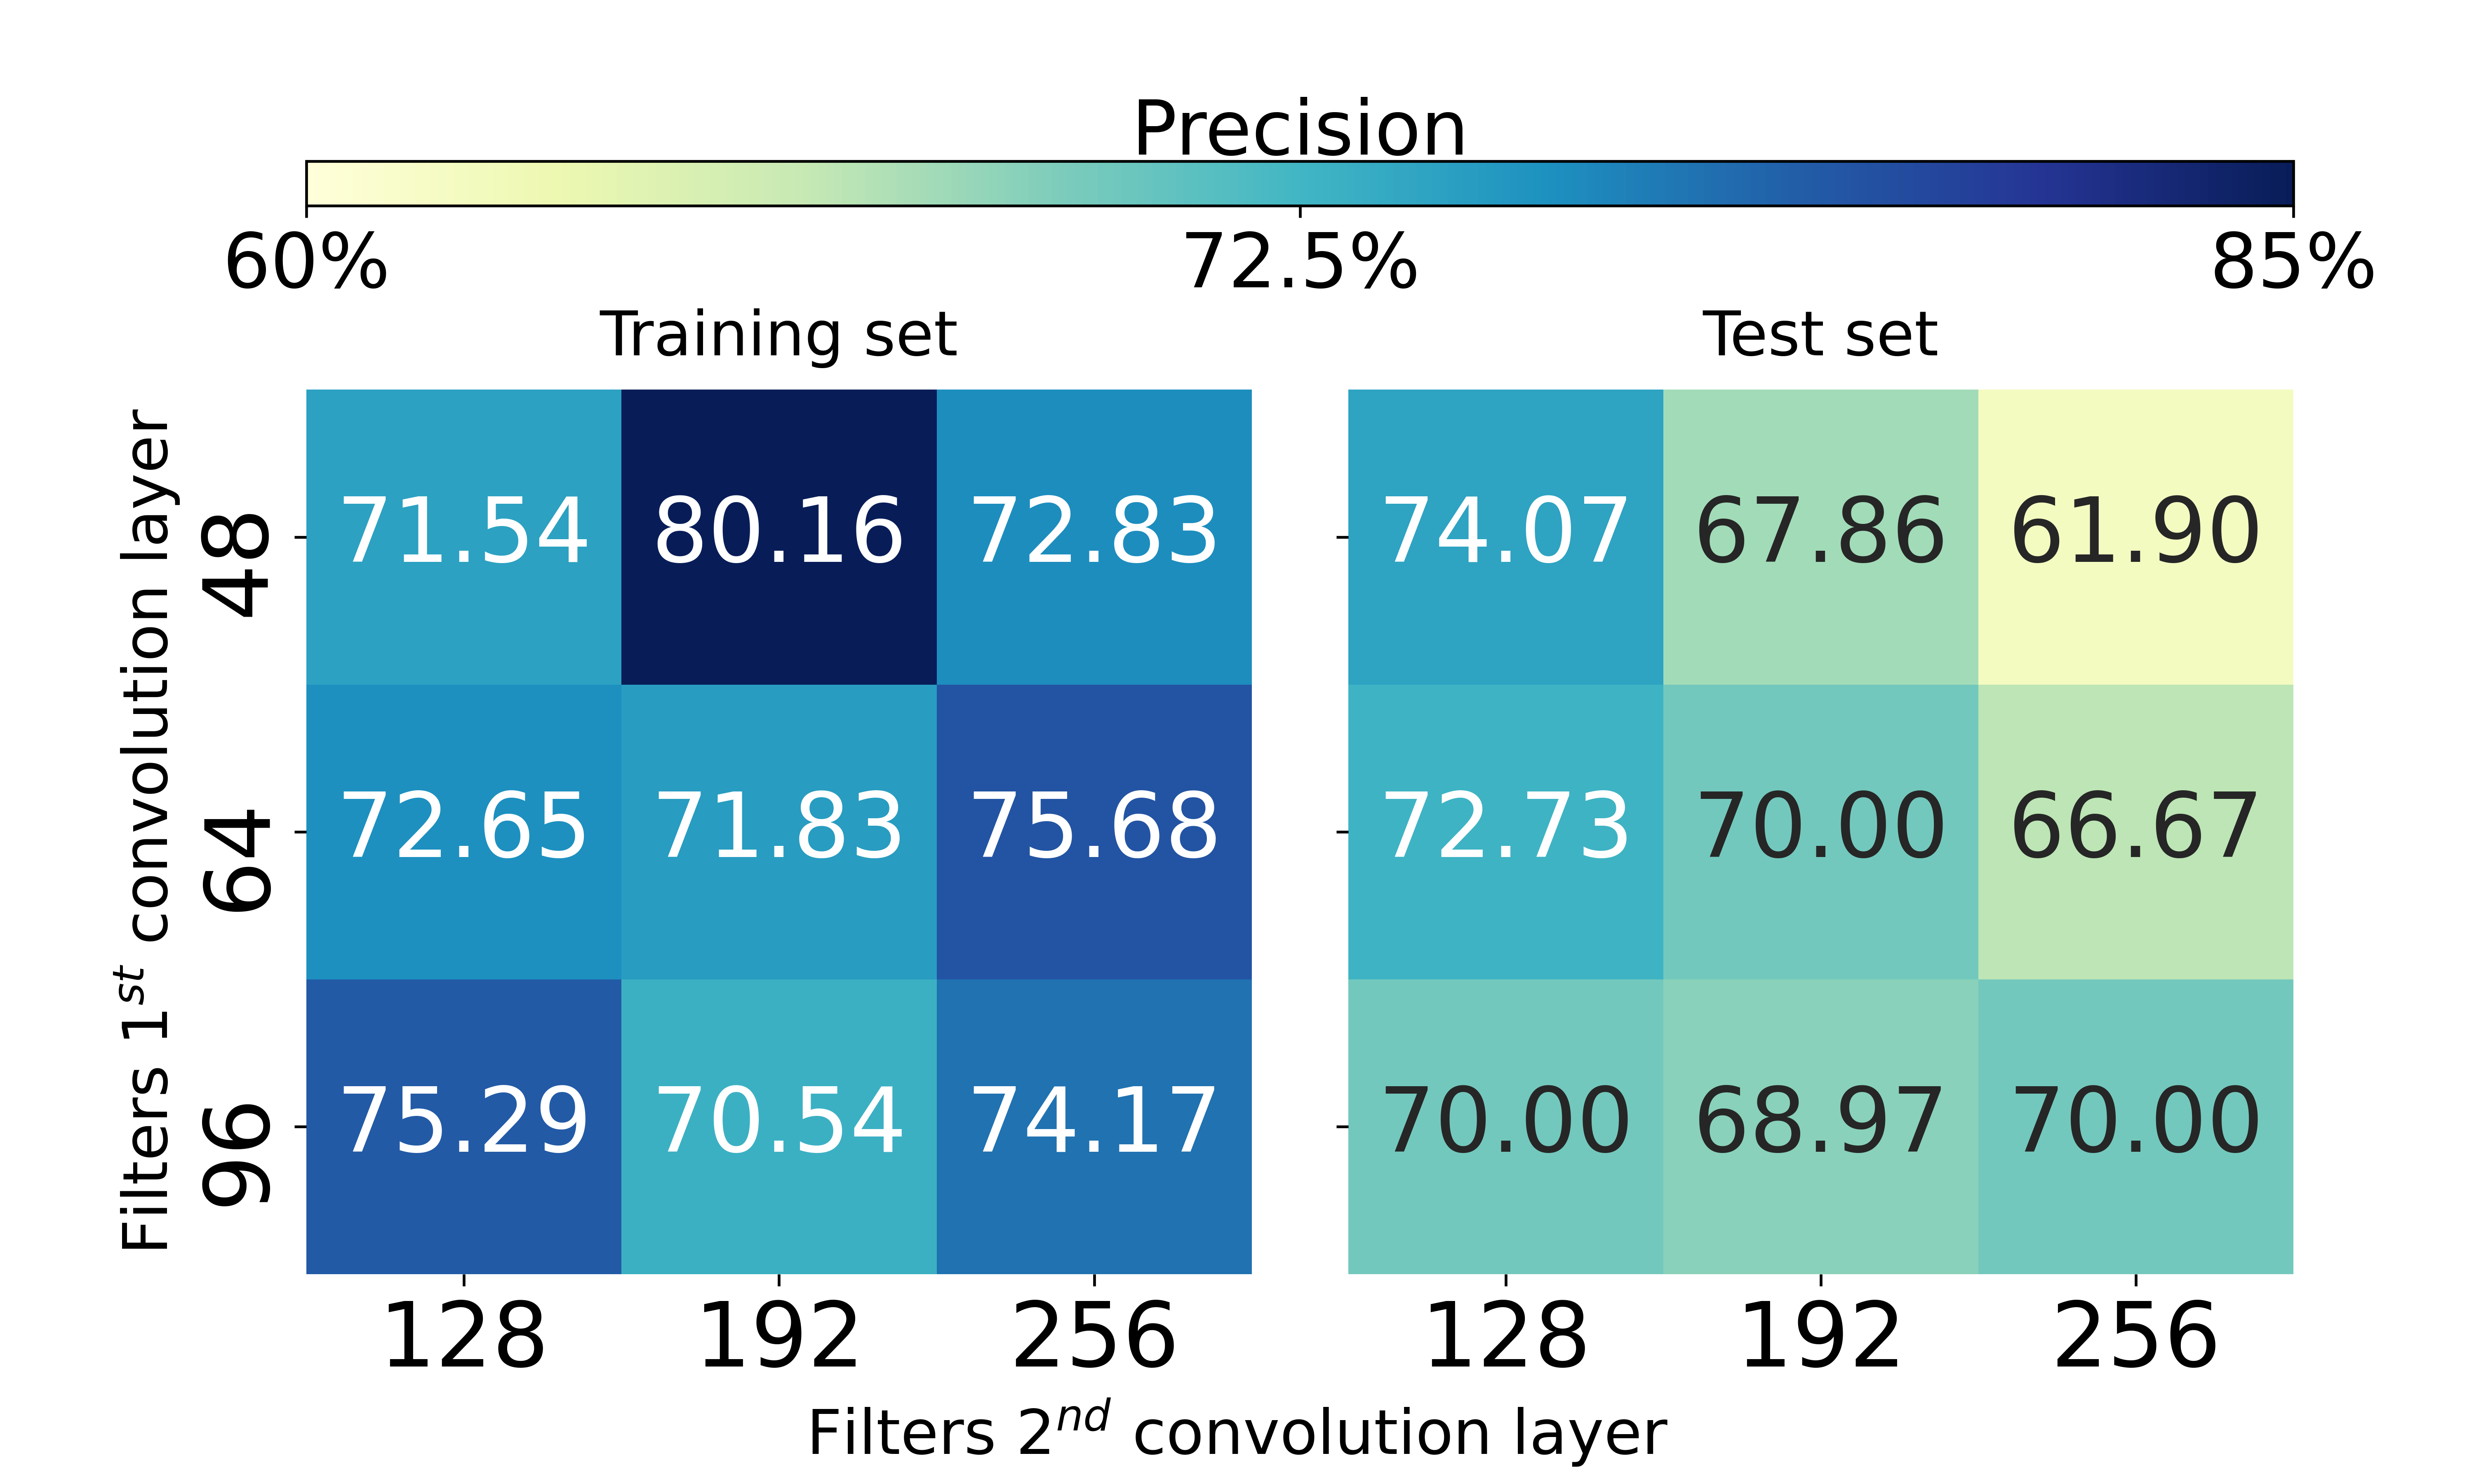 Precision
60% 72.5% 85%
Training set Test set
Filters 1st convolution layer
48 71.54 80.16 72.83 74.07 67.86 61.90
64 72.65 71.83 75.68 72.73 70.00 66.67
96 75.29 70.54 74.17 70.00 68.97 70.00
128 192 256 128 192 256
Filters 2nd convolution layer